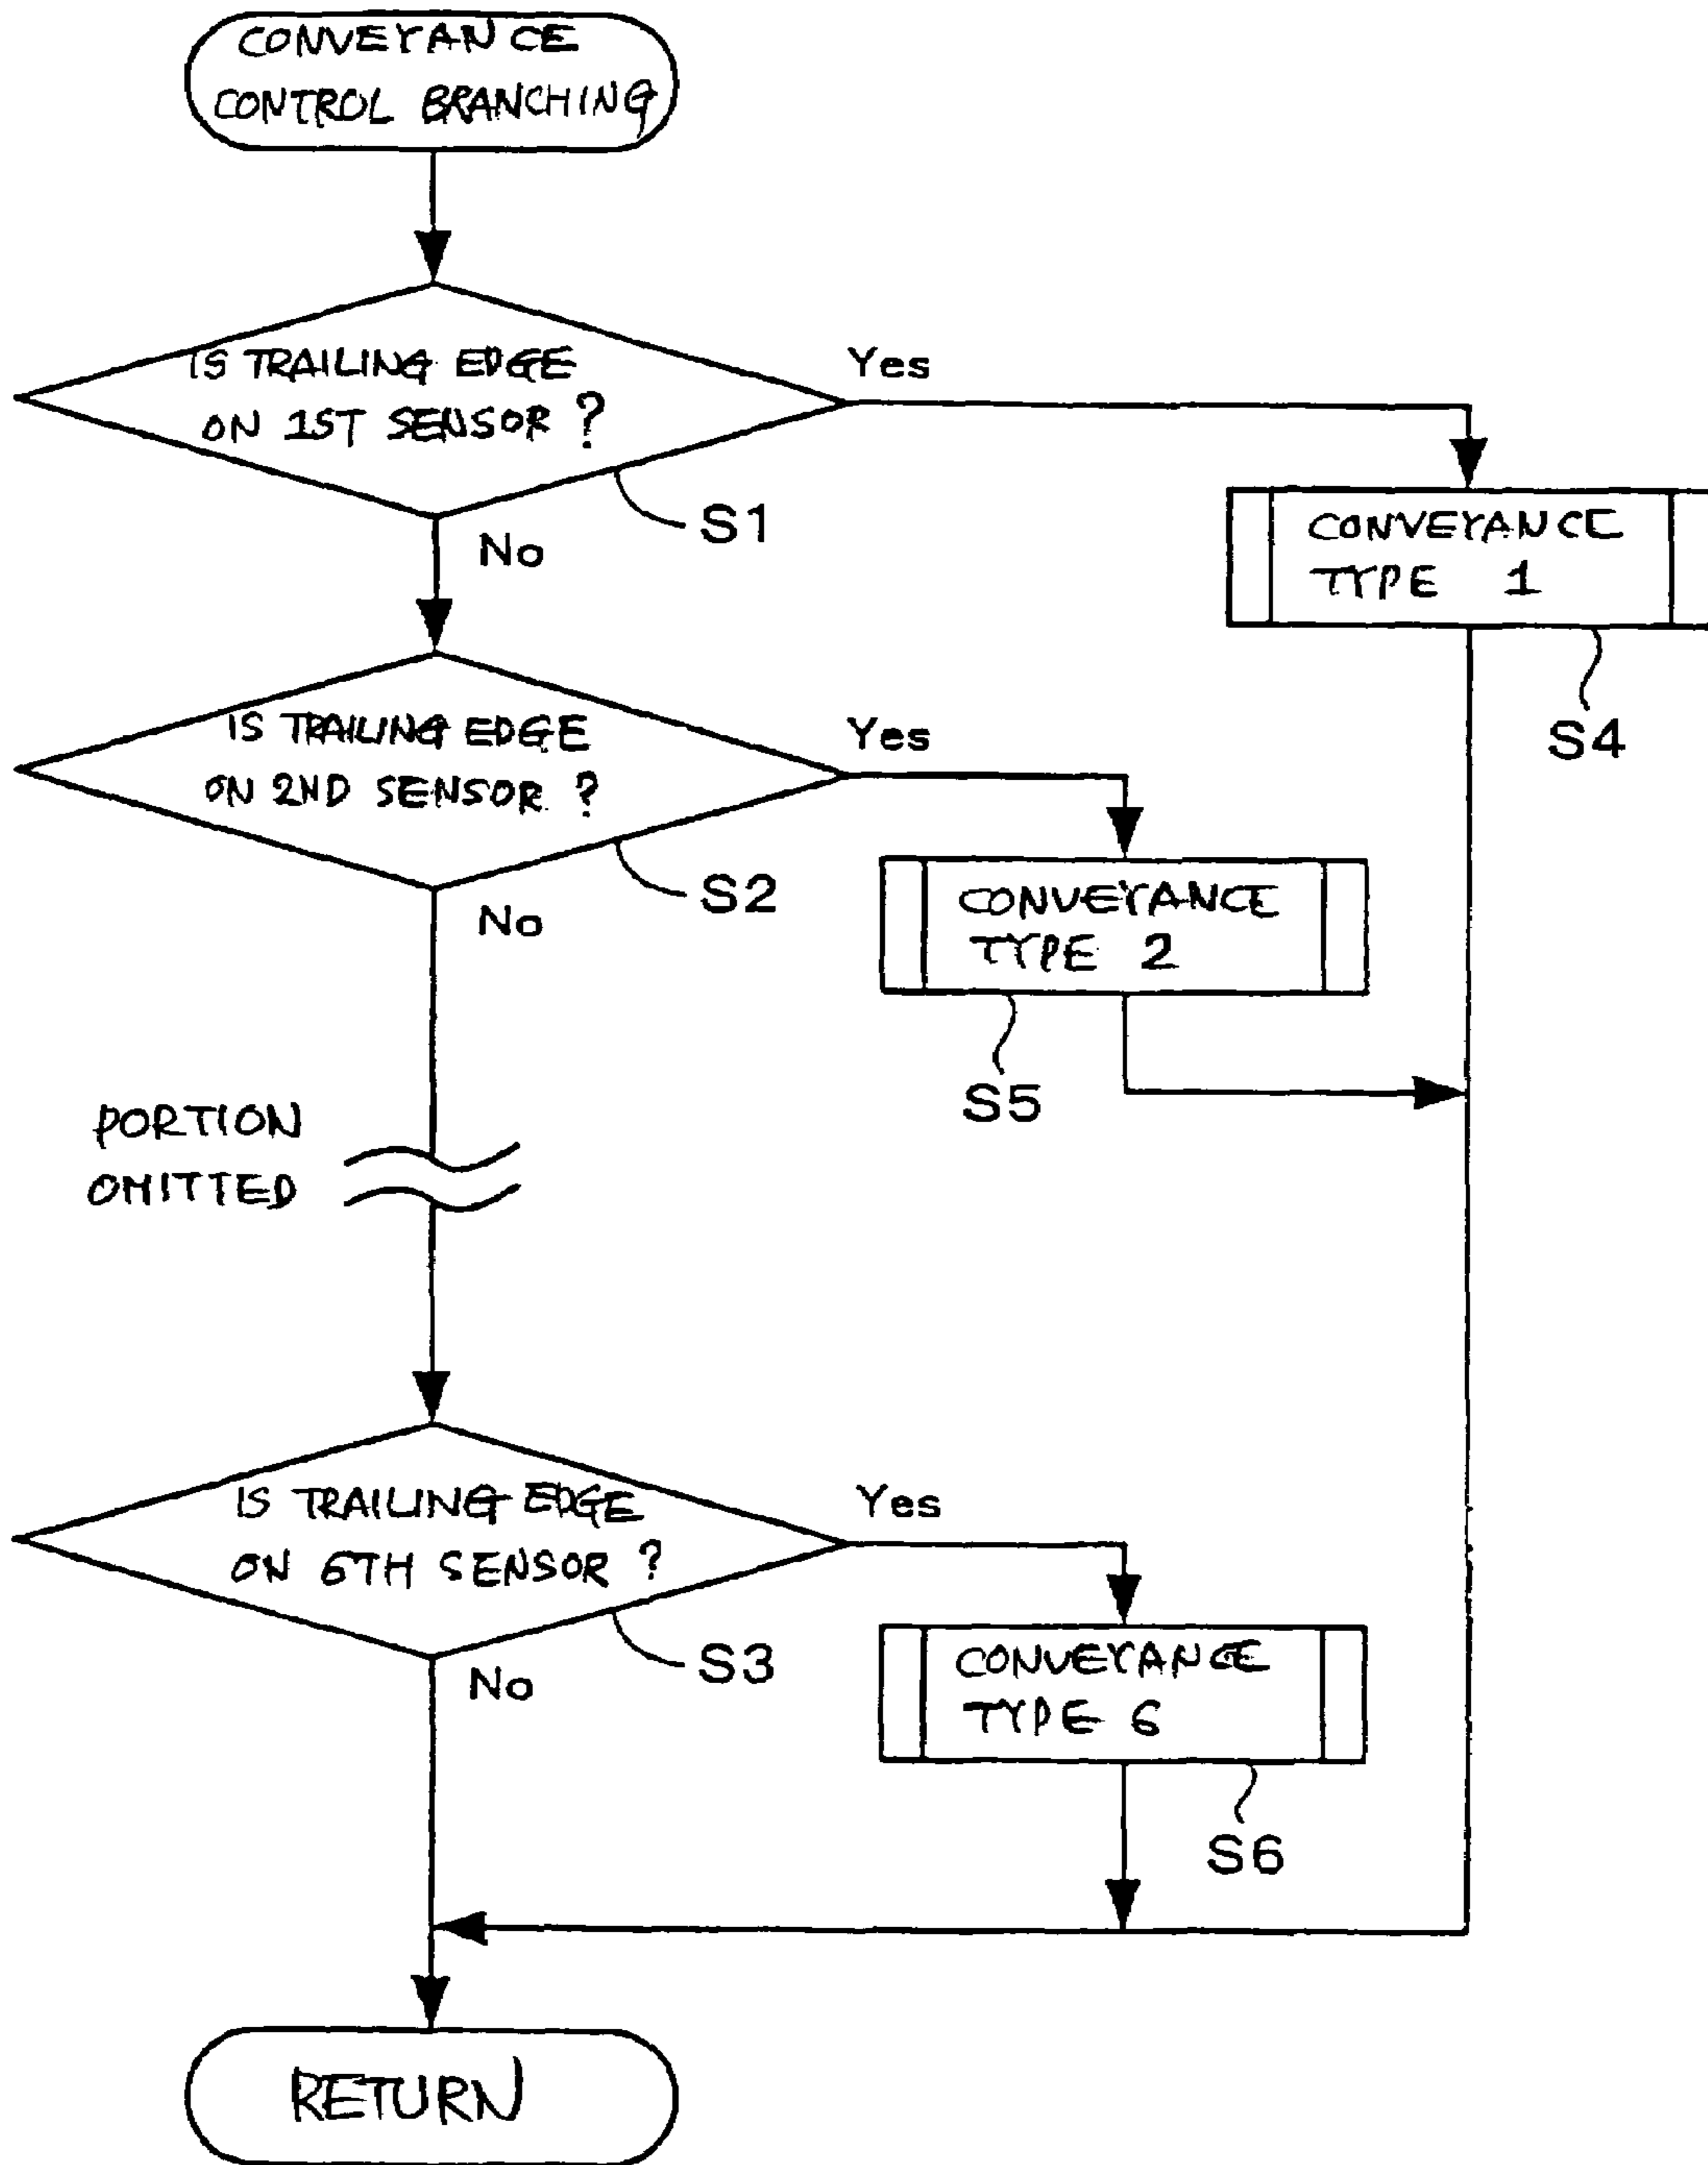 CONVEYANCE
CONTROL BRANCHING
IS TRAILING EDGE
ON 1ST SENSOR ?
Yes
S1
No
CONVEYANCE
TYPE 1
S4
IS TRAILING EDGE
ON 2ND SENSOR ?
Yes
S2
No
CONVEYANCE
TYPE 2
S5
PORTION
OMITTED
IS TRAILING EDGE
ON 6TH SENSOR ?
Yes
S3
No
CONVEYANCE
TYPE 6
S6
RETURN